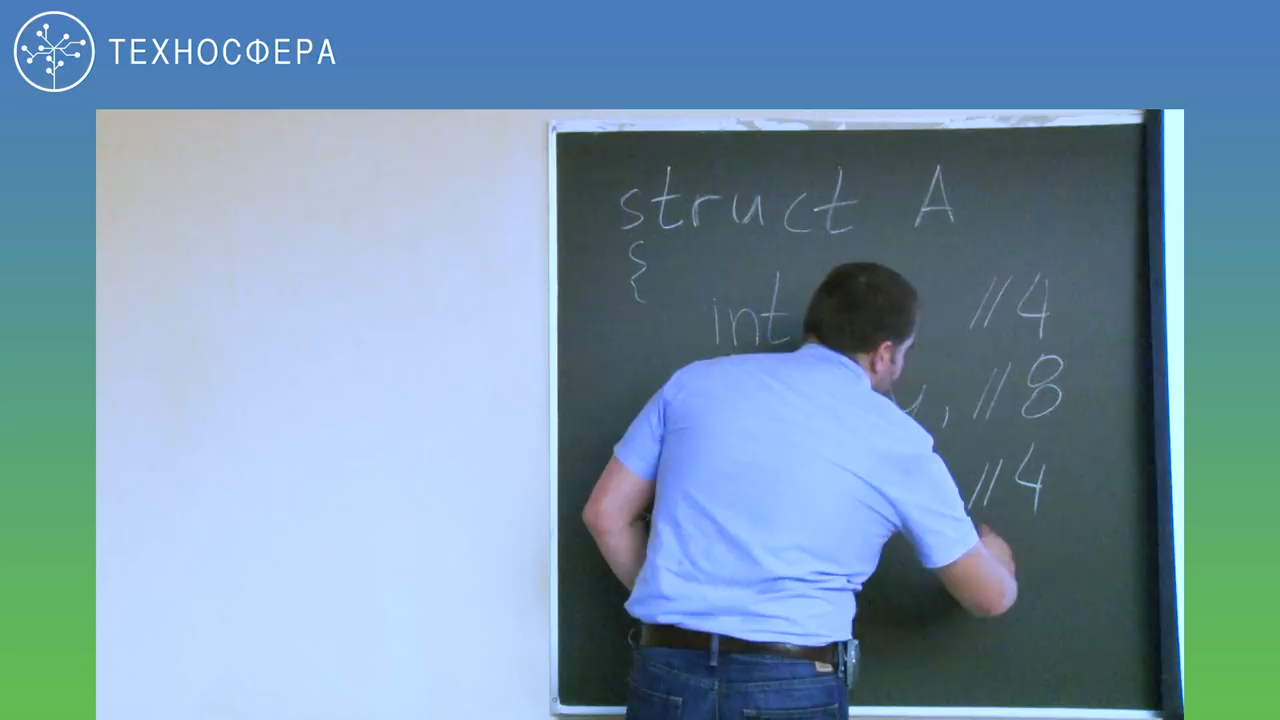 ТЕХНОСФЕРА
struct A
{
int //4
y, //8
//4